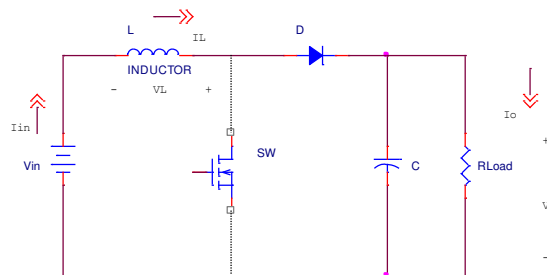 L
IL
D
INDUCTOR
- VL +
Iin
Io
Vin
SW
C
RLoad
+
V
-